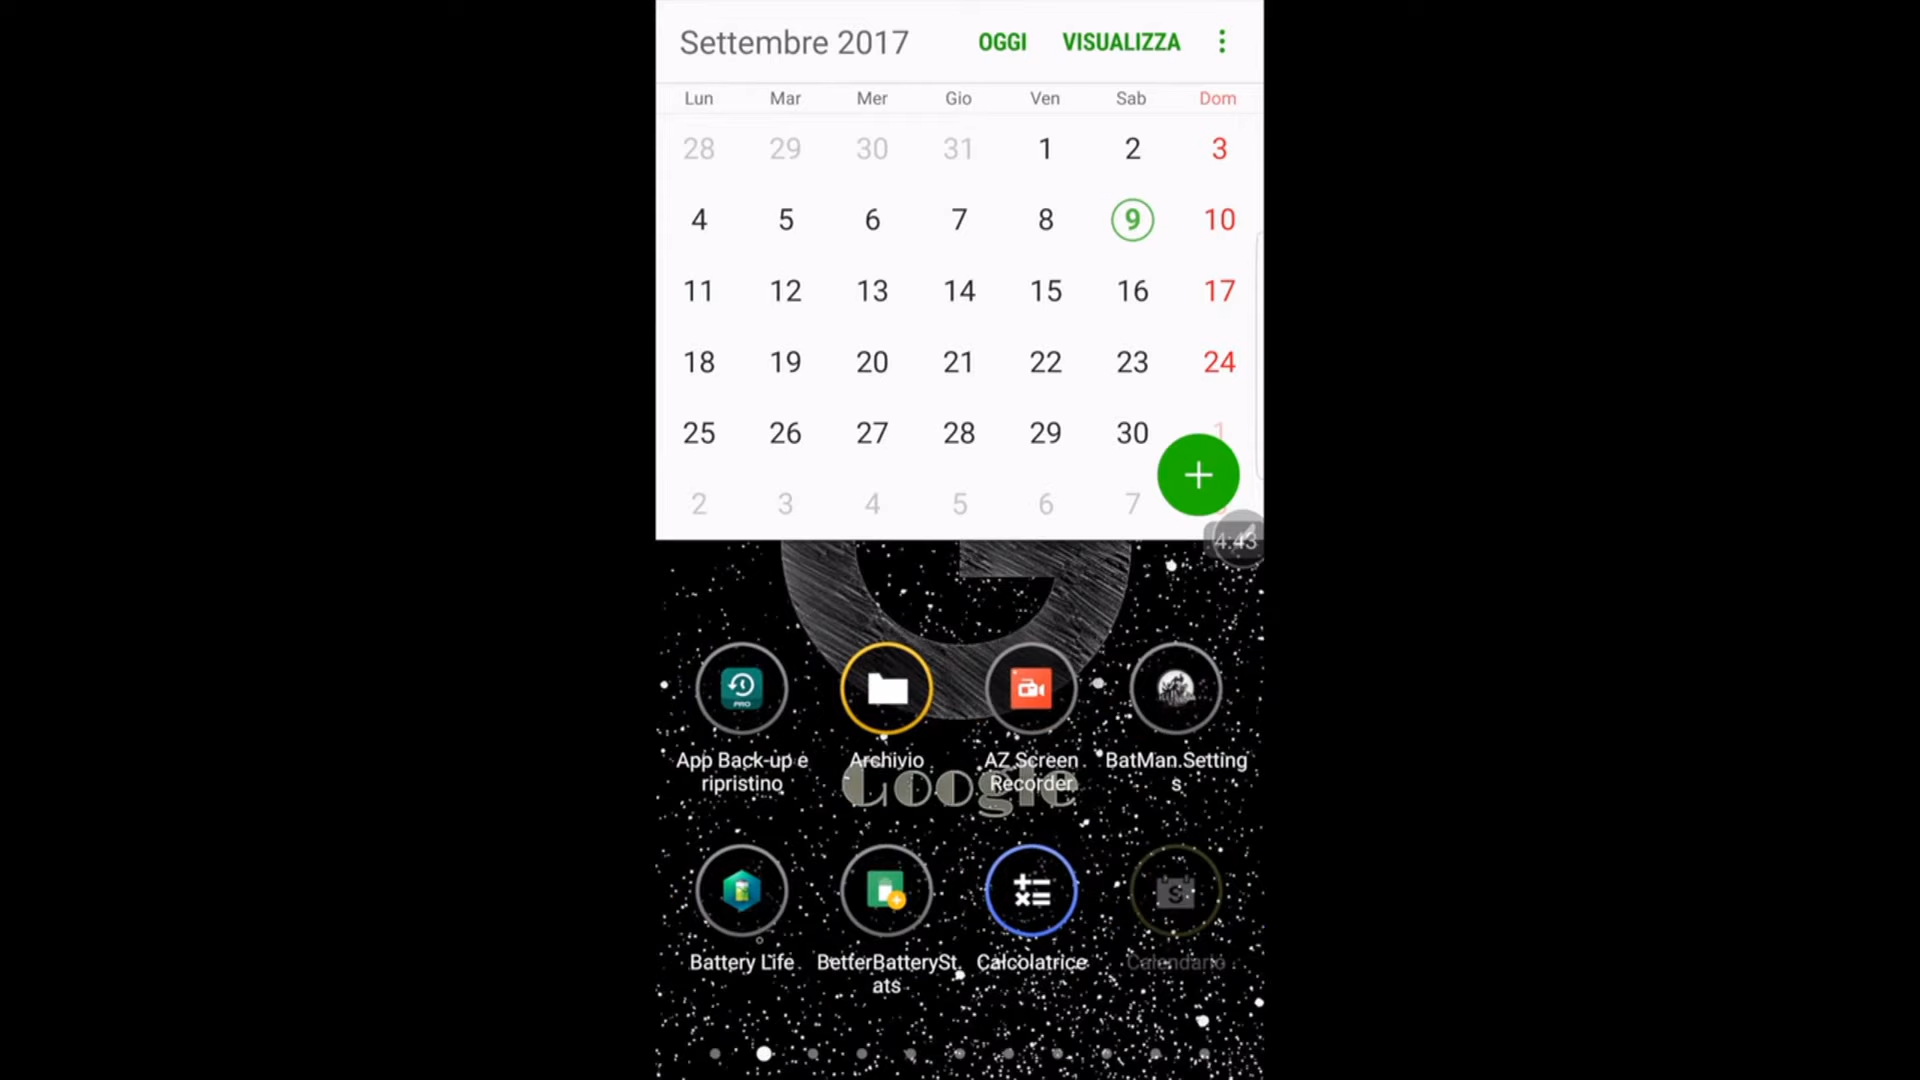 Settembre 2017 OGGI VISUALIZZA
Lun Mar Mer Gio Ven Sab Dom
28 29 30 31 1 2 3
4 5 6 7 8 9 10
11 12 13 14 15 16 17
18 19 20 21 22 23 24
25 26 27 28 29 30 1
2 3 4 5 6 7
4:43
PRO
App Back-up e
ripristino
Archivio
AZ Screen
Recorder
BatMan.Setting
s
Google
Battery Life
BetterBatterySt
ats
Calcolatrice
S
Calendario